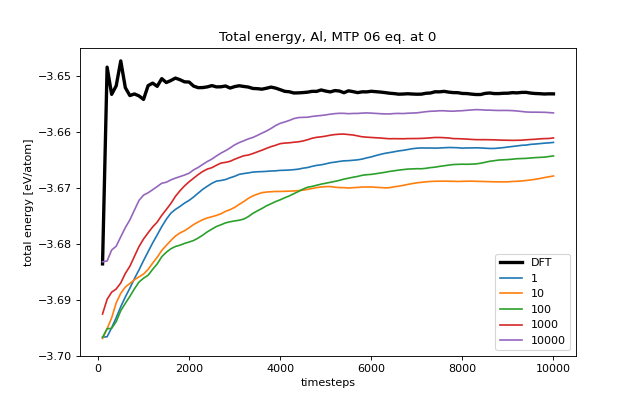 Total energy, Al, MTP 06 eq. at 0
total energy [eV/atom]
−3.65
−3.66
−3.67
−3.68
−3.69
−3.70
DFT
1
10
100
1000
10000
0 2000 4000 6000 8000 10000
timesteps